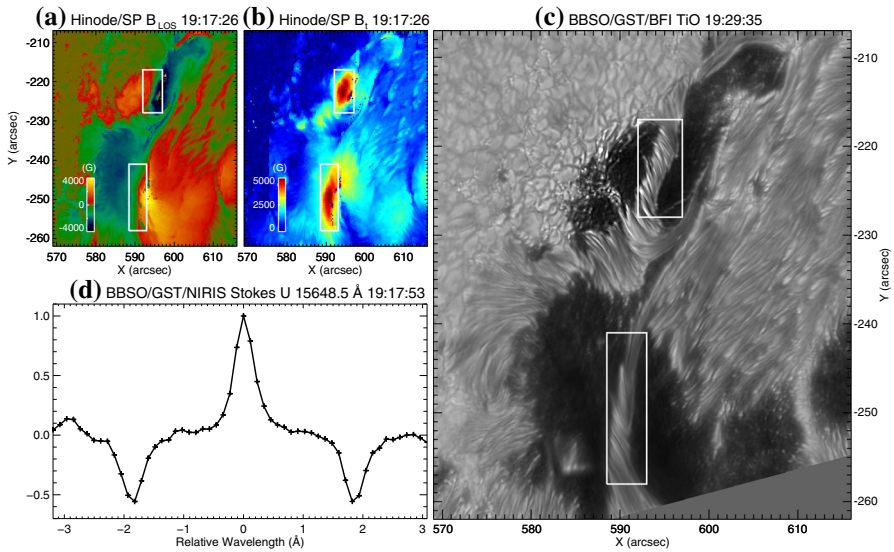 (a) Hinode/SP B_LOS 19:17:26
(b) Hinode/SP B_t 19:17:26
(c) BBSO/GST/BFI TiO 19:29:35
-210
-220
-230
-240
-250
-260
Y (arcsec)
(G)
4000
0
-4000
570 580 590 600 610
X (arcsec)
(G)
5000
2500
0
570 580 590 600 610
X (arcsec)
-210
-220
-230
-240
-250
-260
Y (arcsec)
570 580 590 600 610
X (arcsec)
(d) BBSO/GST/NIRIS Stokes U 15648.5 Å 19:17:53
1.0
0.5
0.0
−0.5
−3 −2 −1 0 1 2 3
Relative Wavelength (Å)